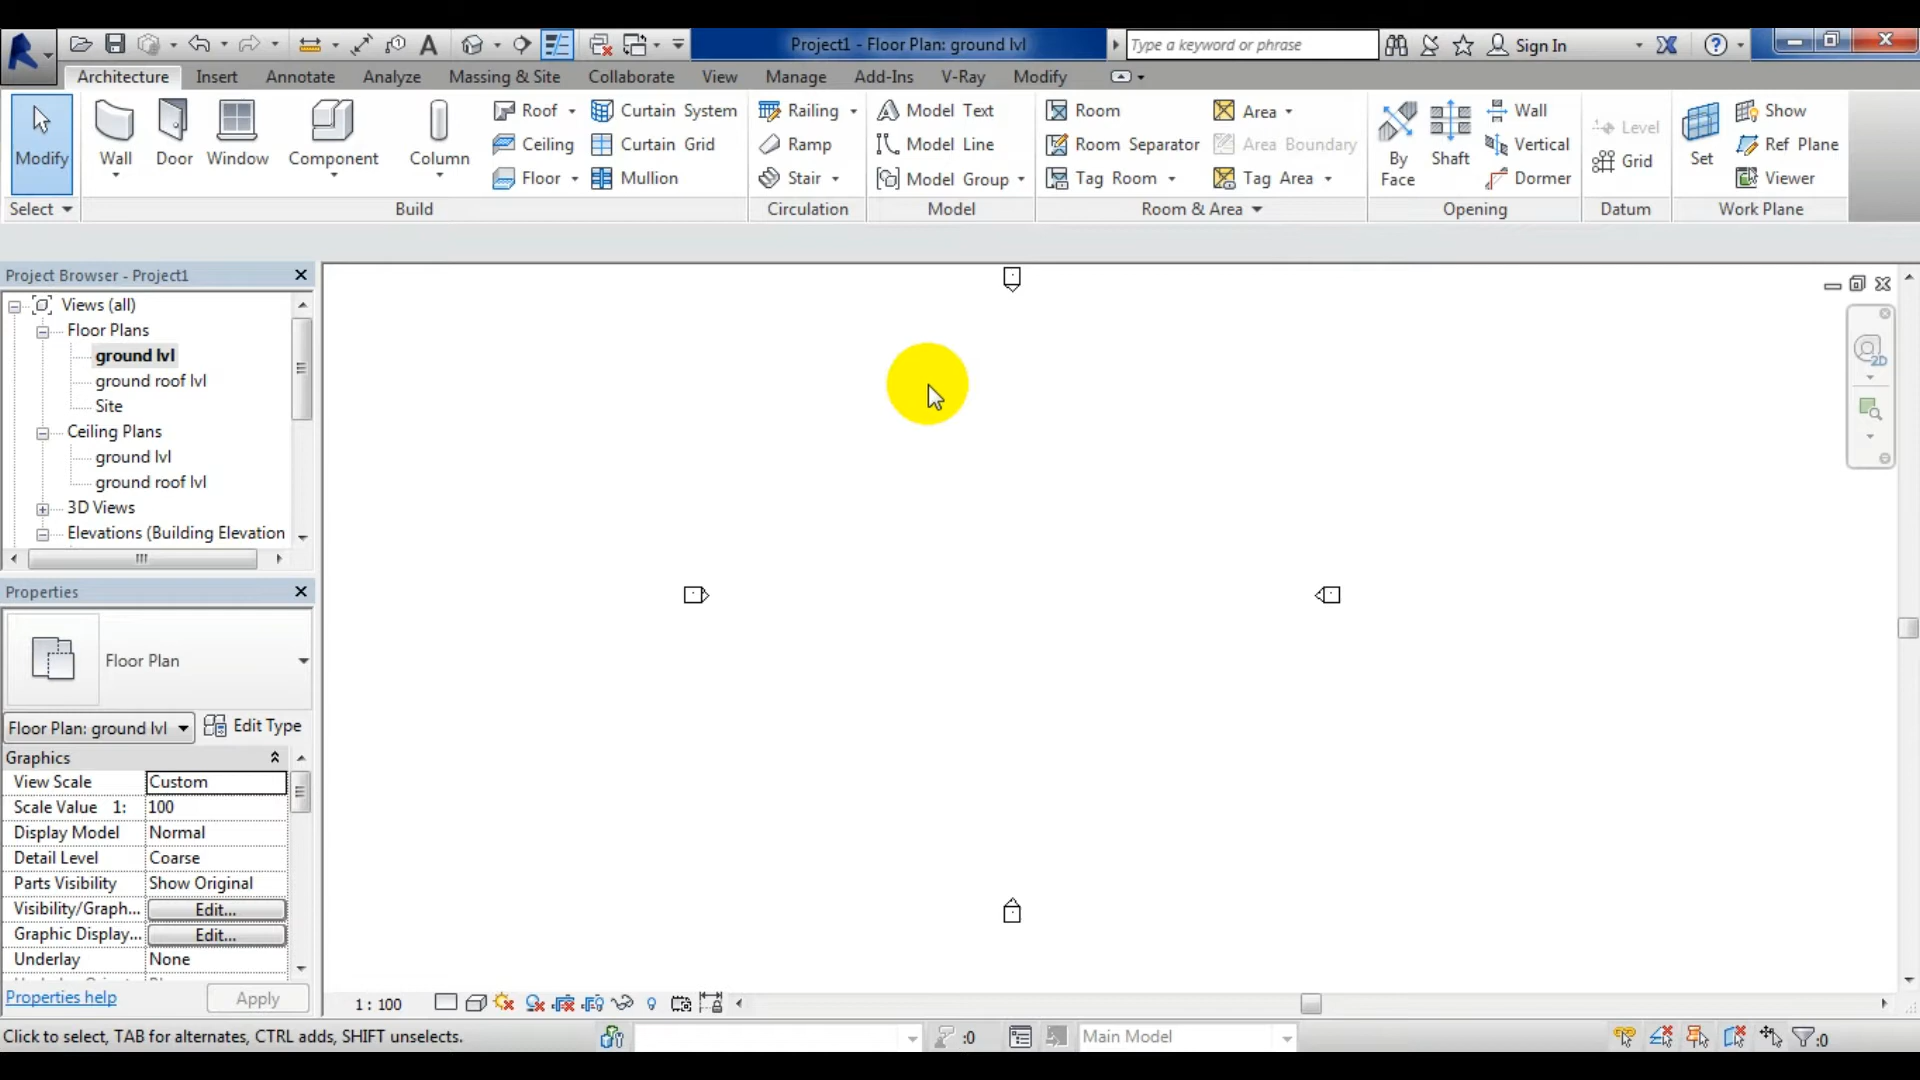 Project1 - Floor Plan: ground lvl
Type a keyword or phrase
Sign In
Architecture Insert Annotate Analyze Massing & Site Collaborate View Manage Add-Ins V-Ray Modify
Modify
Wall
Door
Window
Component
Column
Roof
Ceiling
Floor
Curtain System
Curtain Grid
Mullion
Railing
Ramp
Stair
Model Text
Model Line
Model Group
Room
Room Separator
Tag Room
Area
Area Boundary
Tag Area
By Face
Shaft
Wall
Vertical
Dormer
Level
Grid
Set
Show
Ref Plane
Viewer
Select
Build
Circulation
Model
Room & Area
Opening
Datum
Work Plane
Project Browser - Project1
Views (all)
Floor Plans
ground lvl
ground roof lvl
Site
Ceiling Plans
ground lvl
ground roof lvl
3D Views
Elevations (Building Elevation
2D
Properties
Floor Plan
Floor Plan: ground lvl
Edit Type
Graphics
View Scale Custom
Scale Value 1: 100
Display Model Normal
Detail Level Coarse
Parts Visibility Show Original
Visibility/Graph... Edit...
Graphic Display... Edit...
Underlay None
Properties help
Apply
1 : 100
Click to select, TAB for alternates, CTRL adds, SHIFT unselects.
:0
Main Model
:0